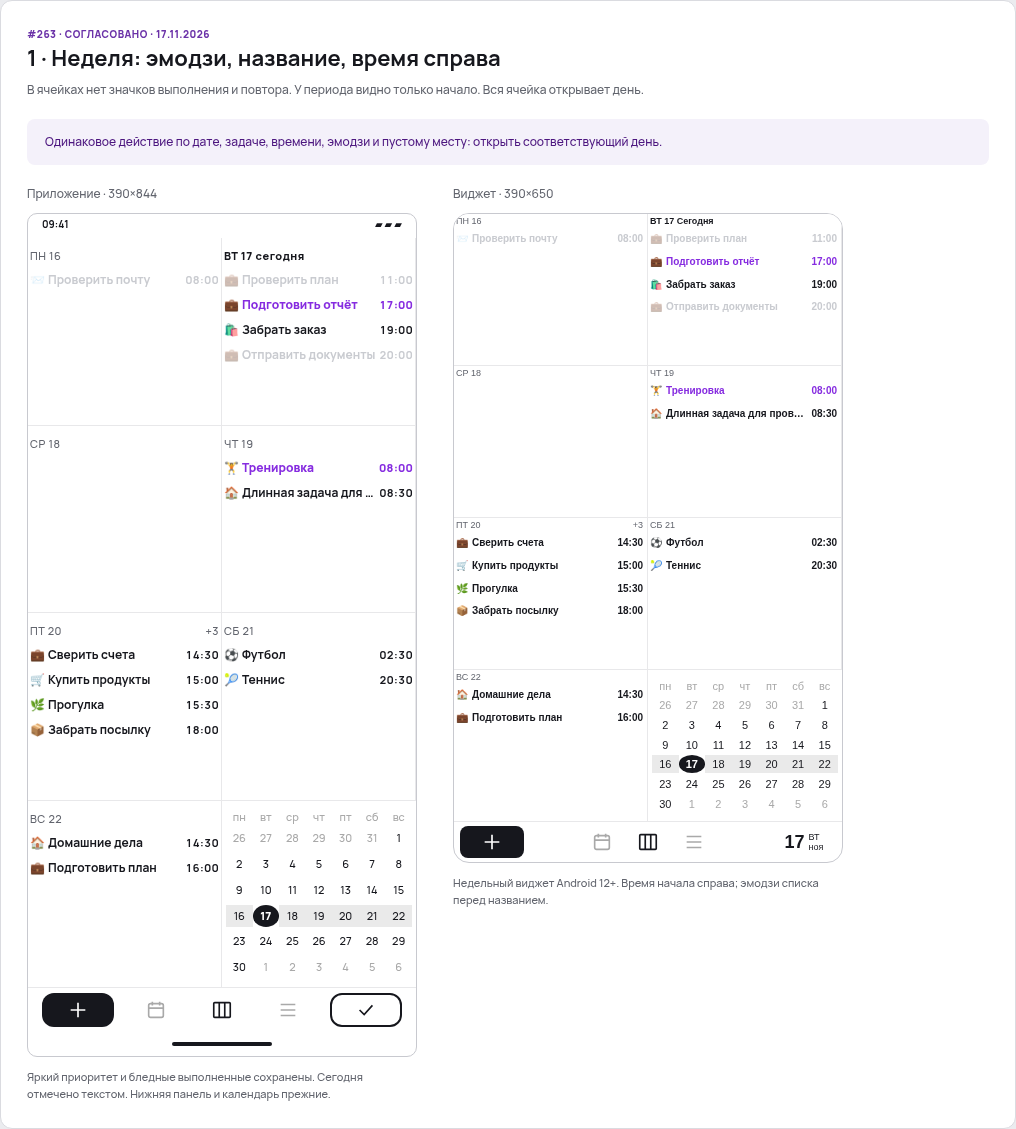 #263 · СОГЛАСОВАНО · 17.11.2026
1 · Неделя: эмодзи, название, время справа
В ячейках нет значков выполнения и повтора. У периода видно только начало. Вся ячейка открывает день.
Одинаковое действие по дате, задаче, времени, эмодзи и пустому месту: открыть соответствующий день.
Приложение · 390×844
09:41
ПН 16
📨 Проверить почту 08:00
ВТ 17 сегодня
💼 Проверить план 11:00
💼 Подготовить отчёт 17:00
🛍️ Забрать заказ 19:00
💼 Отправить документы 20:00
СР 18
ЧТ 19
🏋️ Тренировка 08:00
🏠 Длинная задача для ... 08:30
ПТ 20 +3
💼 Сверить счета 14:30
🛒 Купить продукты 15:00
🌿 Прогулка 15:30
📦 Забрать посылку 18:00
СБ 21
⚽ Футбол 02:30
🎾 Теннис 20:30
ВС 22
🏠 Домашние дела 14:30
💼 Подготовить план 16:00
пн вт ср чт пт сб вс
26 27 28 29 30 31 1
2 3 4 5 6 7 8
9 10 11 12 13 14 15
16 17 18 19 20 21 22
23 24 25 26 27 28 29
30 1 2 3 4 5 6
Яркий приоритет и бледные выполненные сохранены. Сегодня
отмечено текстом. Нижняя панель и календарь прежние.
Виджет · 390×650
ПН 16
📨 Проверить почту 08:00
ВТ 17 Сегодня
💼 Проверить план 11:00
💼 Подготовить отчёт 17:00
🛍️ Забрать заказ 19:00
💼 Отправить документы 20:00
СР 18
ЧТ 19
🏋️ Тренировка 08:00
🏠 Длинная задача для пров... 08:30
ПТ 20 +3
💼 Сверить счета 14:30
🛒 Купить продукты 15:00
🌿 Прогулка 15:30
📦 Забрать посылку 18:00
СБ 21
⚽ Футбол 02:30
🎾 Теннис 20:30
ВС 22
🏠 Домашние дела 14:30
💼 Подготовить план 16:00
пн вт ср чт пт сб вс
26 27 28 29 30 31 1
2 3 4 5 6 7 8
9 10 11 12 13 14 15
16 17 18 19 20 21 22
23 24 25 26 27 28 29
30 1 2 3 4 5 6
17 ВТ
ноя
Недельный виджет Android 12+. Время начала справа; эмодзи списка
перед названием.